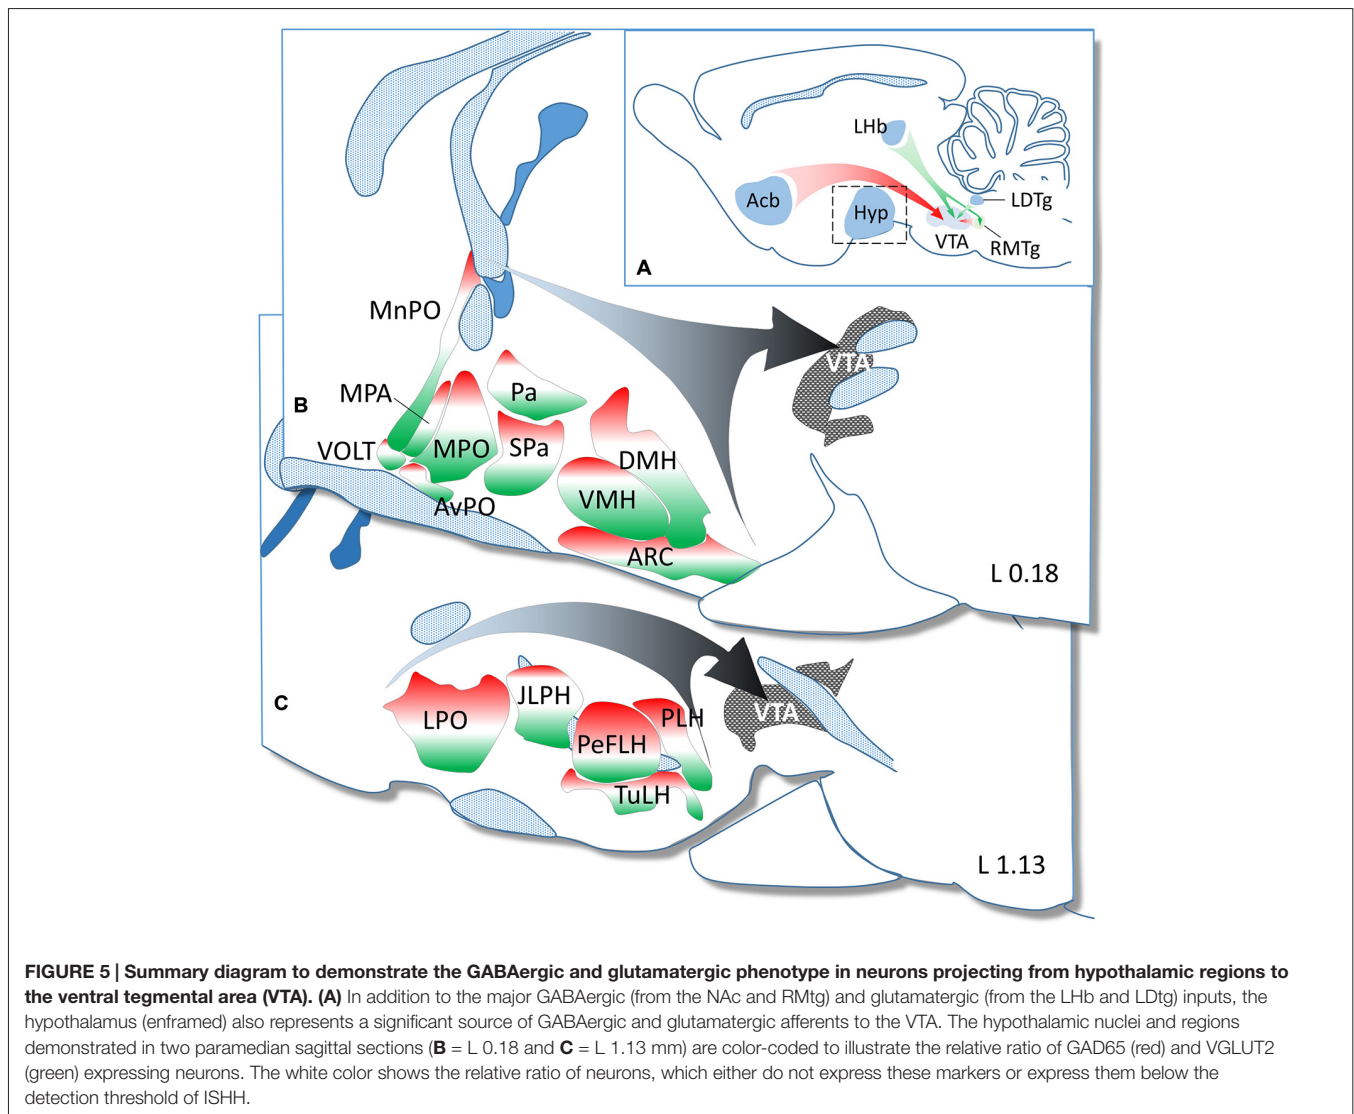 LHb
Acb
Hyp
LDTg
VTA
RMTg
A
MnPO
VTA
MPA
Pa
B
VOLT
MPO
SPa
DMH
VMH
AvPO
ARC
L 0.18
JLPH
C
LPO
PLH
VTA
PeFLH
TuLH
L 1.13
FIGURE 5 | Summary diagram to demonstrate the GABAergic and glutamatergic phenotype in neurons projecting from hypothalamic regions to
the ventral tegmental area (VTA). (A) In addition to the major GABAergic (from the NAc and RMtg) and glutamatergic (from the LHb and LDtg) inputs, the
hypothalamus (enframed) also represents a significant source of GABAergic and glutamatergic afferents to the VTA. The hypothalamic nuclei and regions
demonstrated in two paramedian sagittal sections (B = L 0.18 and C = L 1.13 mm) are color-coded to illustrate the relative ratio of GAD65 (red) and VGLUT2
(green) expressing neurons. The white color shows the relative ratio of neurons, which either do not express these markers or express them below the
detection threshold of ISHH.